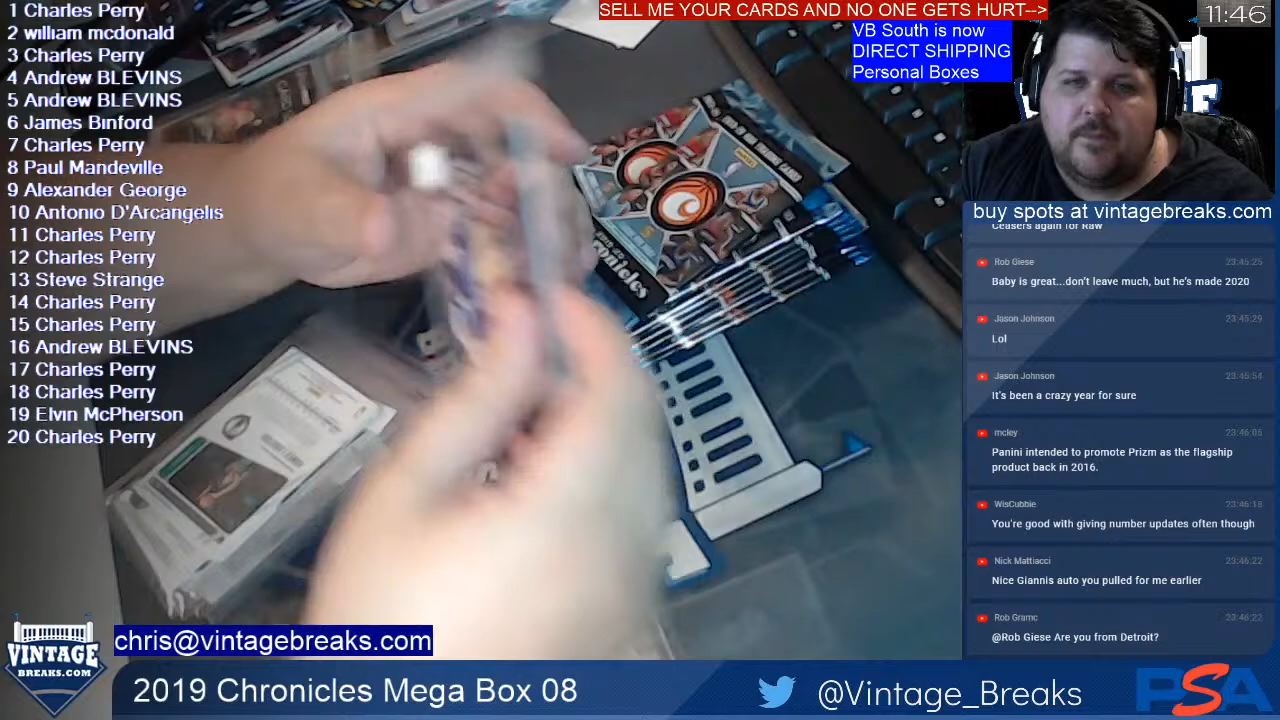 1 Charles Perry
2 william mcdonald
3 Charles Perry
4 Andrew BLEVINS
5 Andrew BLEVINS
6 James Binford
7 Charles Perry
8 Paul Mandeville
9 Alexander George
10 Antonio D'Arcangelis
11 Charles Perry
12 Charles Perry
13 Steve Strange
14 Charles Perry
15 Charles Perry
16 Andrew BLEVINS
17 Charles Perry
18 Charles Perry
19 Elvin McPherson
20 Charles Perry
SELL ME YOUR CARDS AND NO ONE GETS HURT-->
VB South is now
DIRECT SHIPPING
Personal Boxes
11:46
buy spots at vintagebreaks.com
Ceasers again for Raw
Rob Giese 23:45:25
Baby is great...don't leave much, but he's made 2020
Jason Johnson 23:45:29
Lol
Jason Johnson 23:45:54
It's been a crazy year for sure
mcley 23:46:06
Panini intended to promote Prizm as the flagship
product back in 2016.
WisCubbie 23:46:18
You're good with giving number updates often though
Nick Mattiacci 23:46:22
Nice Giannis auto you pulled for me earlier
Rob Gramc 23:46:22
@Rob Giese Are you from Detroit?
chronicles
VINTAGE
BREAKS.COM
chris@vintagebreaks.com
2019 Chronicles Mega Box 08
@Vintage_Breaks
PSA